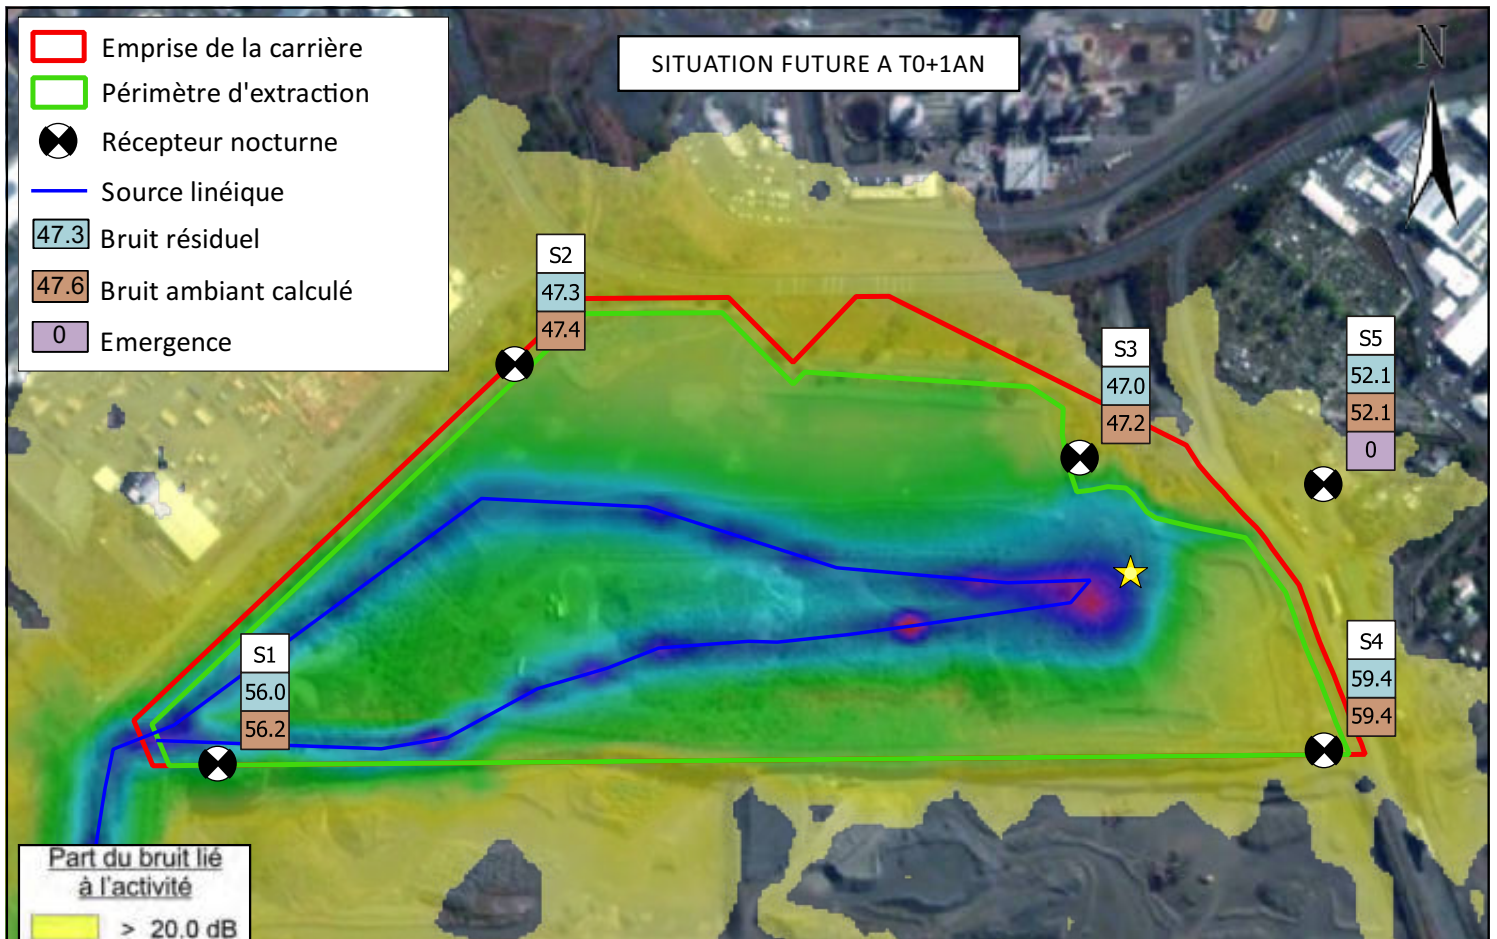 Emprise de la carrière
Périmètre d'extraction
Récepteur nocturne
Source linéique
47.3 Bruit résiduel
47.6 Bruit ambiant calculé
0 Emergence
SITUATION FUTURE A T0+1AN
N
S2
47.3
47.4
S3
47.0
47.2
S5
52.1
52.1
0
S1
56.0
56.2
S4
59.4
59.4
Part du bruit lié
à l'activité
> 20.0 dB